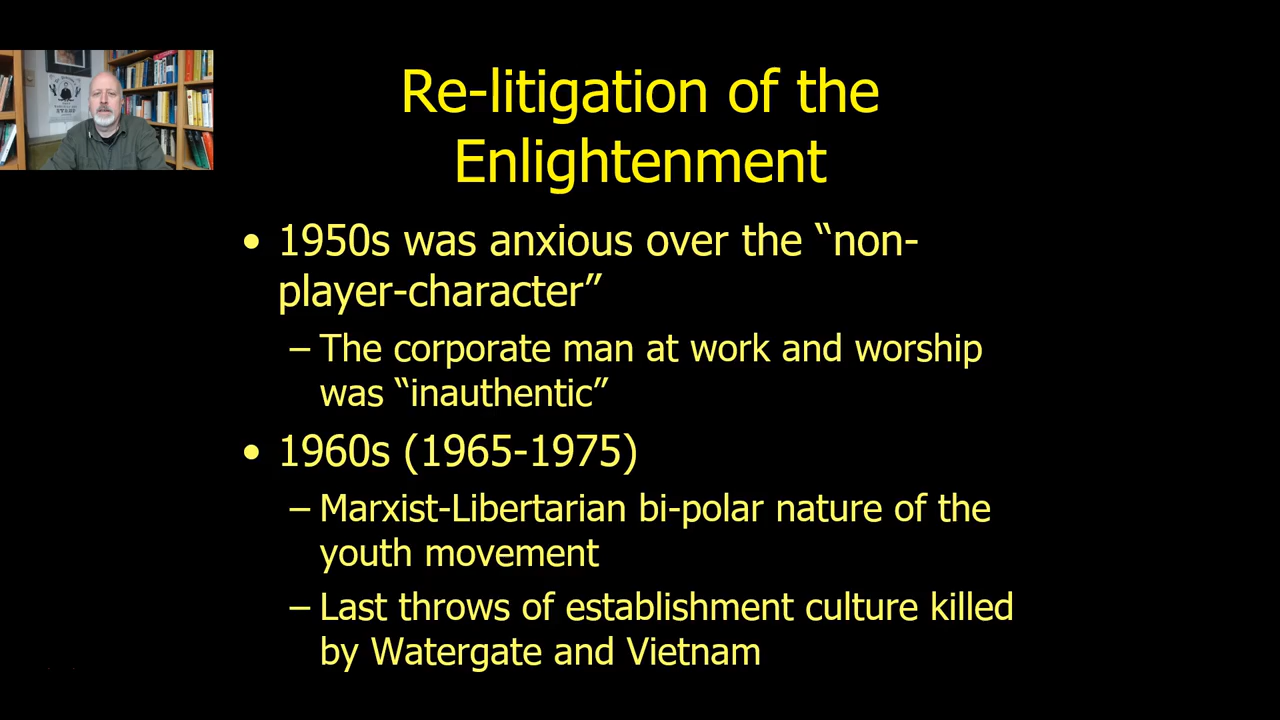 Re-litigation of the
Enlightenment
• 1950s was anxious over the “non-
player-character”
– The corporate man at work and worship
was “inauthentic”
• 1960s (1965-1975)
– Marxist-Libertarian bi-polar nature of the
youth movement
– Last throws of establishment culture killed
by Watergate and Vietnam